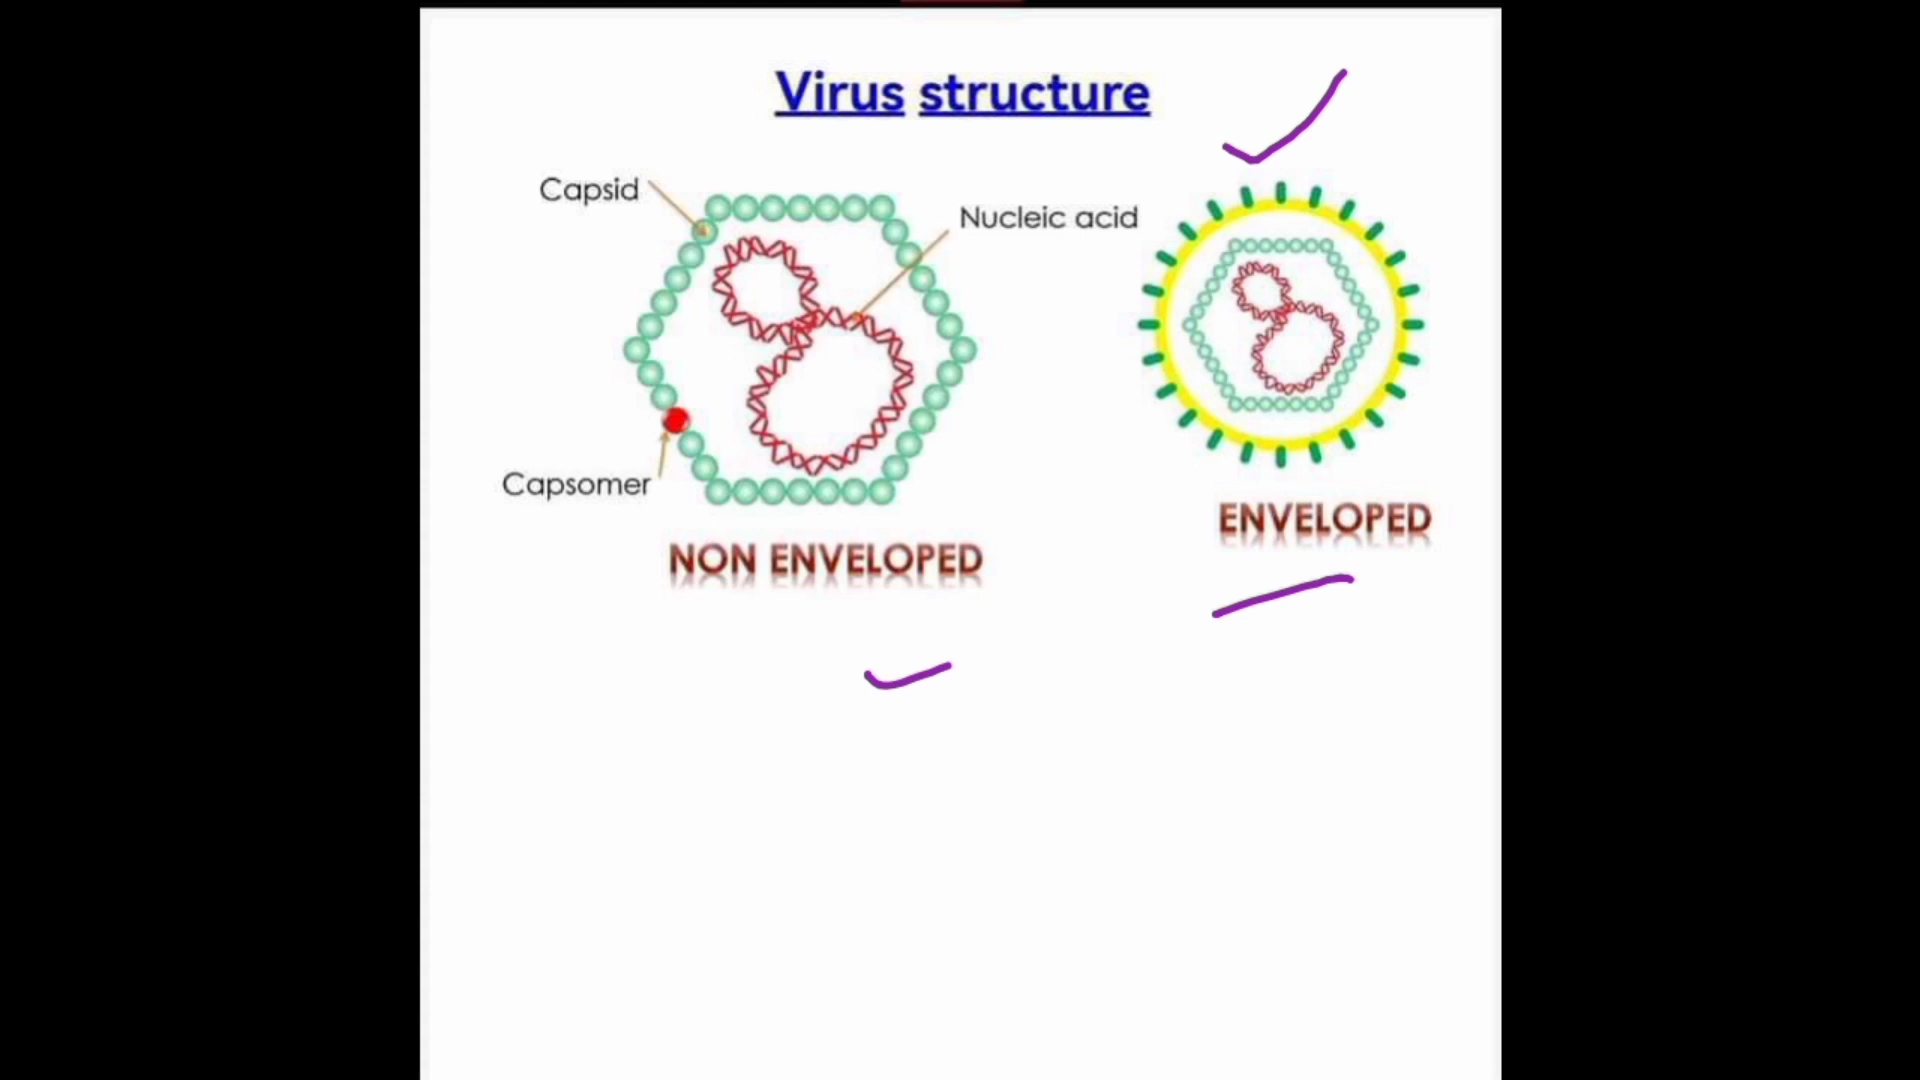 Virus structure
Capsid
Nucleic acid
Capsomer
ENVELOPED
NON ENVELOPED